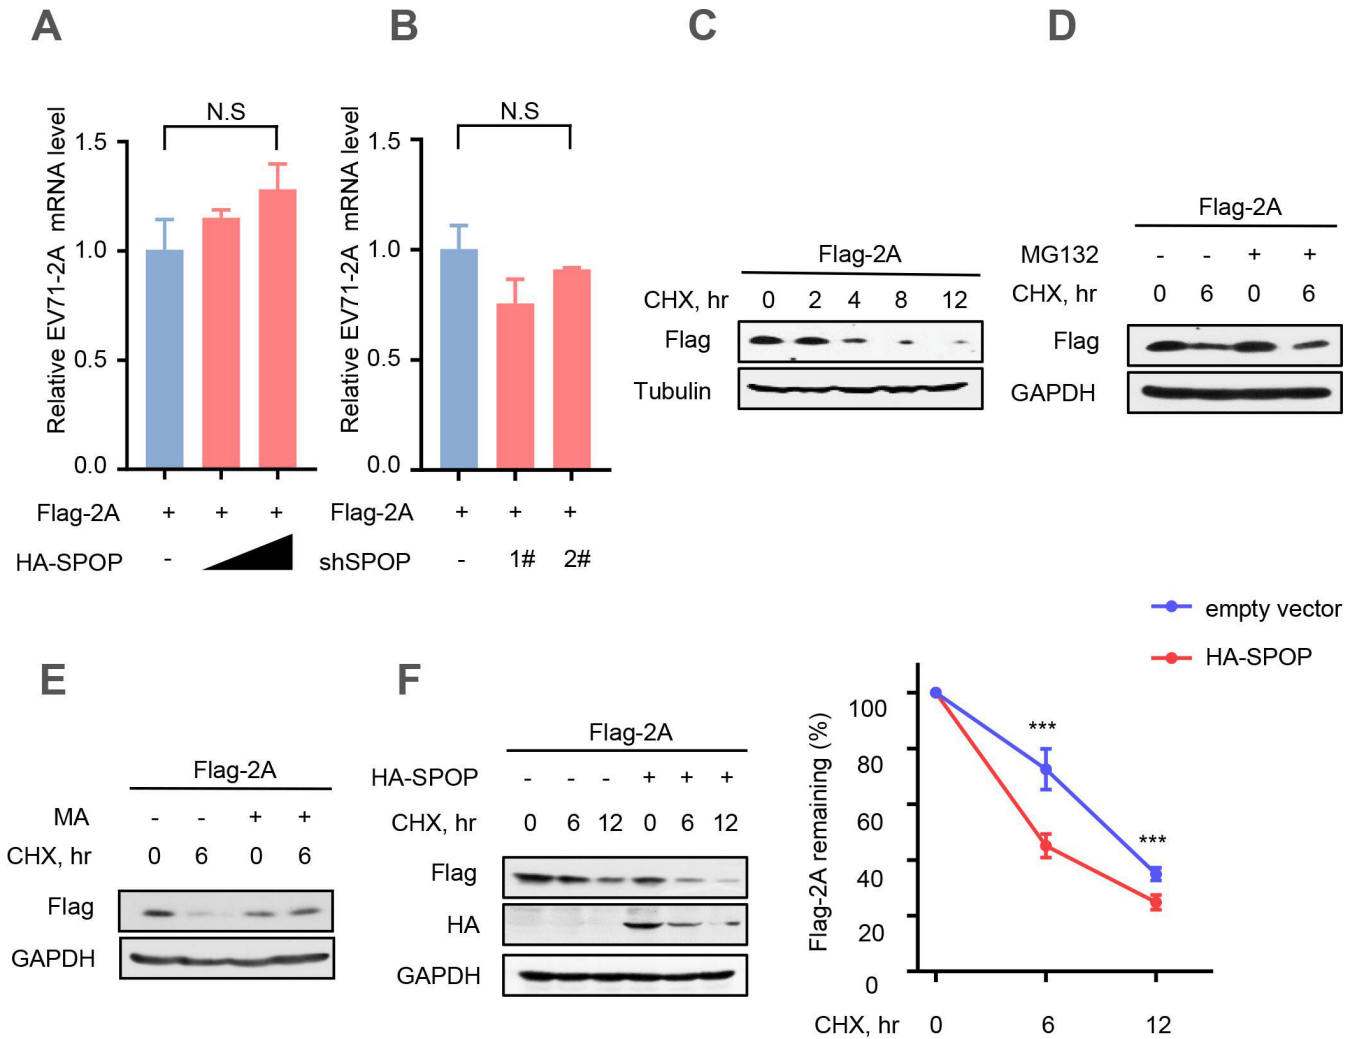 A
N.S
Relative EV71-2A mRNA level
1.5
1.0
0.5
0.0
Flag-2A + + +
HA-SPOP -
B
N.S
Relative EV71-2A mRNA level
1.5
1.0
0.5
0.0
Flag-2A + + +
shSPOP - 1# 2#
C
Flag-2A
CHX, hr 0 2 4 8 12
Flag
Tubulin
D
Flag-2A
MG132 - - + +
CHX, hr 0 6 0 6
Flag
GAPDH
E
Flag-2A
MA - - + +
CHX, hr 0 6 0 6
Flag
GAPDH
F
Flag-2A
HA-SPOP - - - + + +
CHX, hr 0 6 12 0 6 12
Flag
HA
GAPDH
empty vector
HA-SPOP
Flag-2A remaining (%)
100
80
60
40
20
0
***
***
CHX, hr 0 6 12